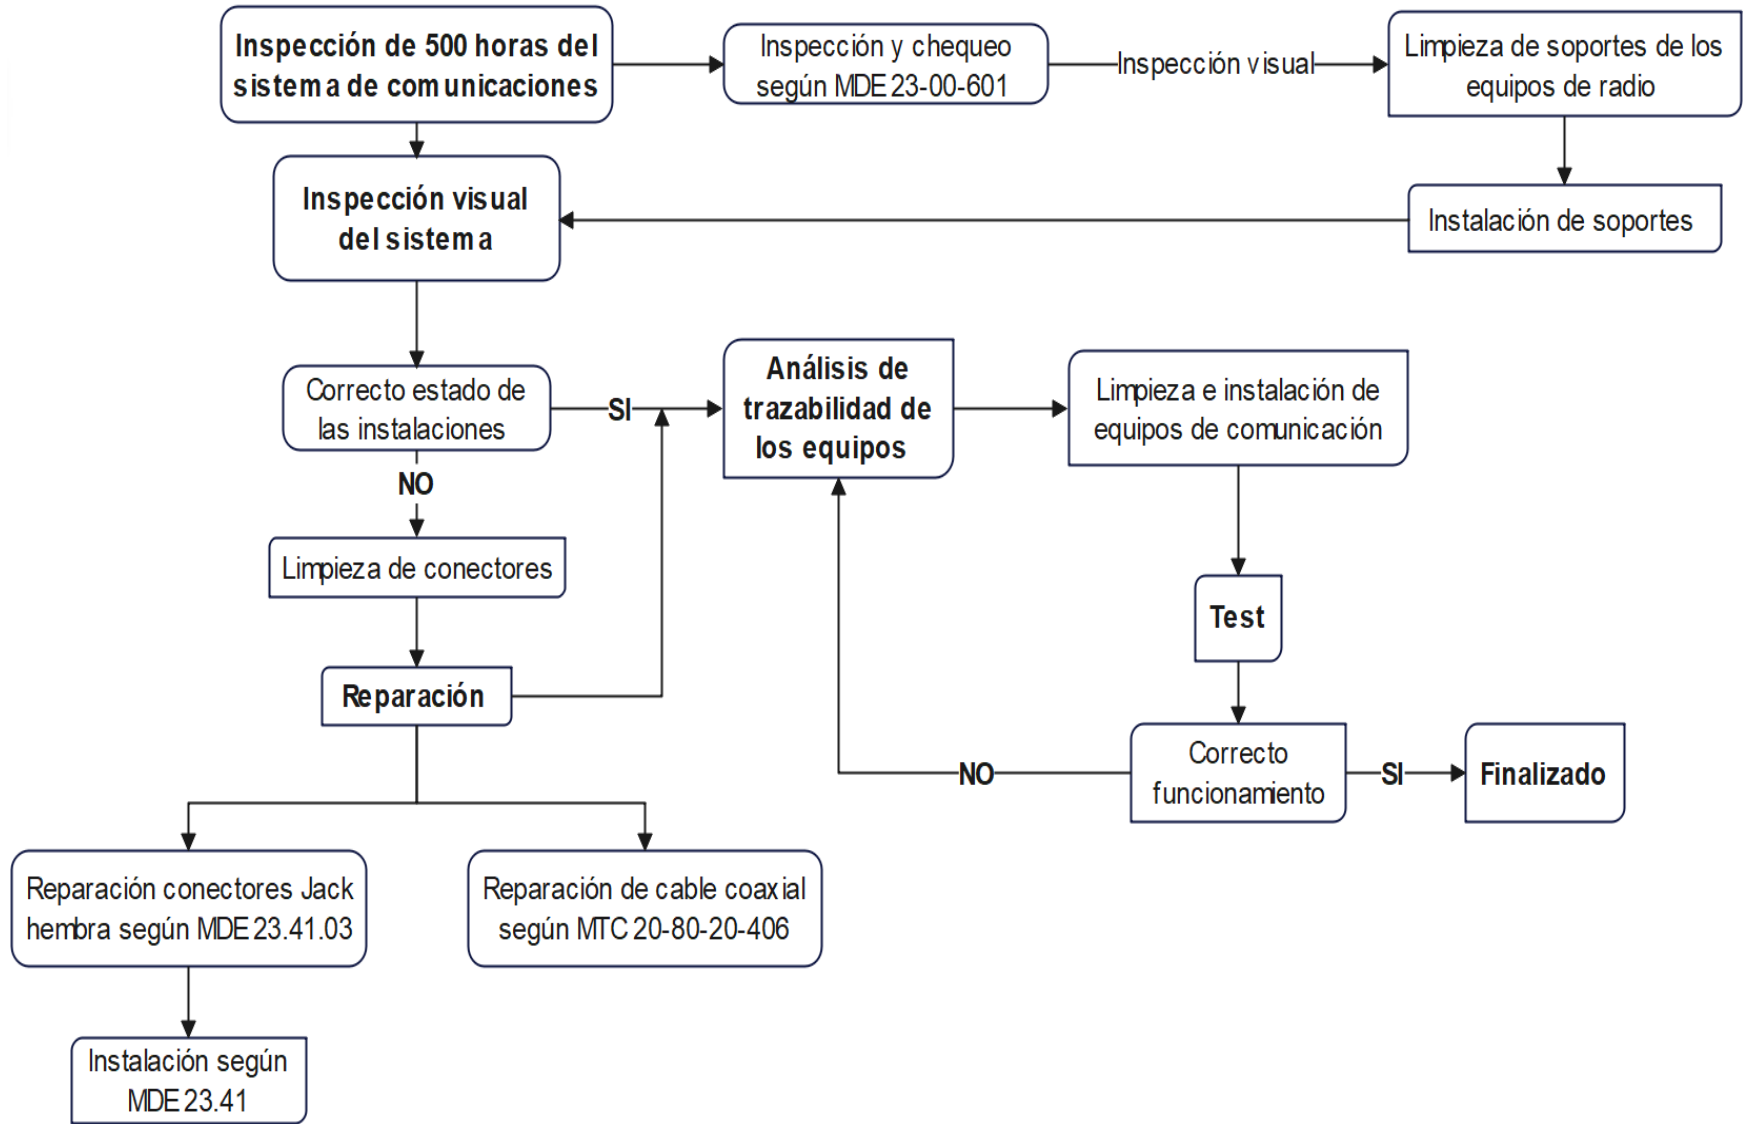 Inspección de 500 horas del
sistema de comunicaciones
Inspección y chequeo
según MDE 23-00-601
Inspección visual
Limpieza de soportes de los
equipos de radio
Instalación de soportes
Inspección visual
del sistema
Correcto estado de
las instalaciones
SI
NO
Análisis de
trazabilidad de
los equipos
Limpieza e instalación de
equipos de comunicación
Limpieza de conectores
Test
Reparación
Correcto
funcionamiento
NO
SI
Finalizado
Reparación conectores Jack
hembra según MDE 23.41.03
Reparación de cable coaxial
según MTC 20-80-20-406
Instalación según
MDE 23.41